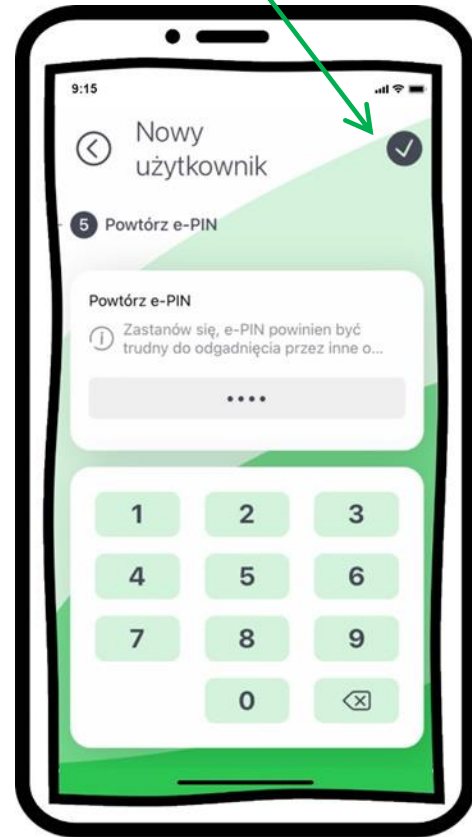 9:15
Nowy
użytkownik
5 Powtórz e-PIN
Powtórz e-PIN
Zastanów się, e-PIN powinien być
trudny do odgadnięcia przez inne o...
••••
1 2 3
4 5 6
7 8 9
0